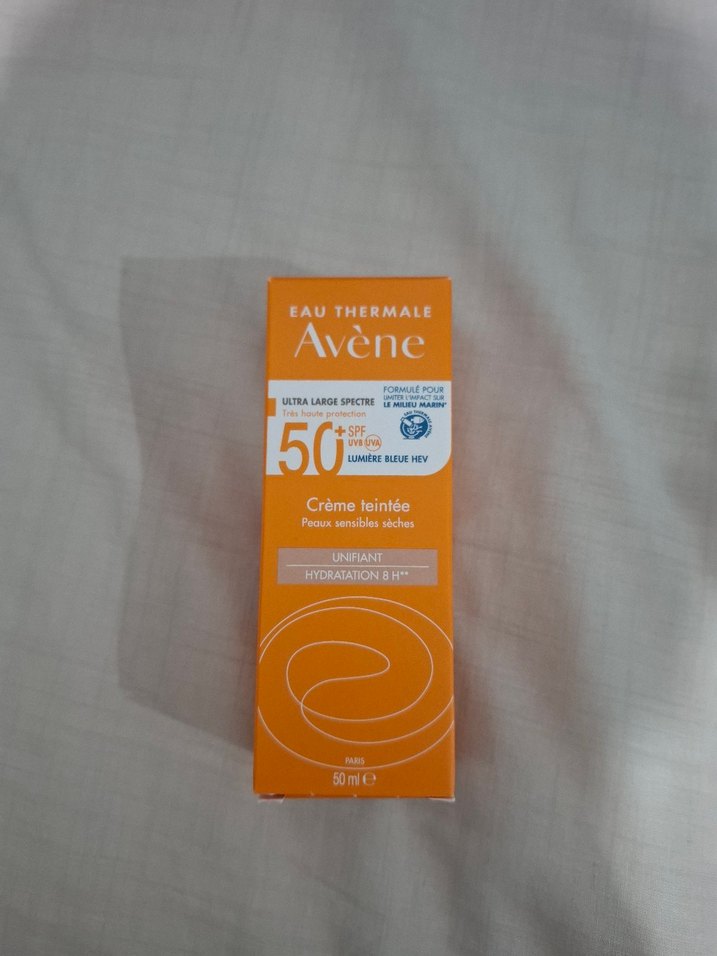 EAU THERMALE
Avène
ULTRA LARGE SPECTRE
Très haute protection
50+ SPF
UVB UVA
FORMULÉ POUR
LIMITER L'IMPACT SUR
LE MILIEU MARIN*
LUMIÈRE BLEUE HEV
Crème teintée
Peaux sensibles sèches
UNIFIANT
HYDRATATION 8 H**
PARIS
50 ml e